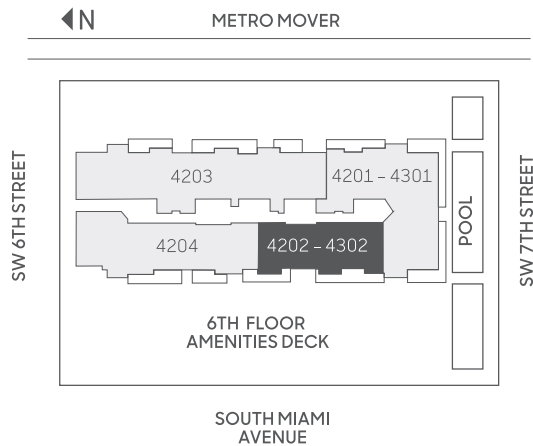 N
METRO MOVER
SW 6TH STREET
4203
4201 – 4301
4204
4202 – 4302
POOL
SW 7TH STREET
6TH FLOOR
AMENITIES DECK
SOUTH MIAMI
AVENUE